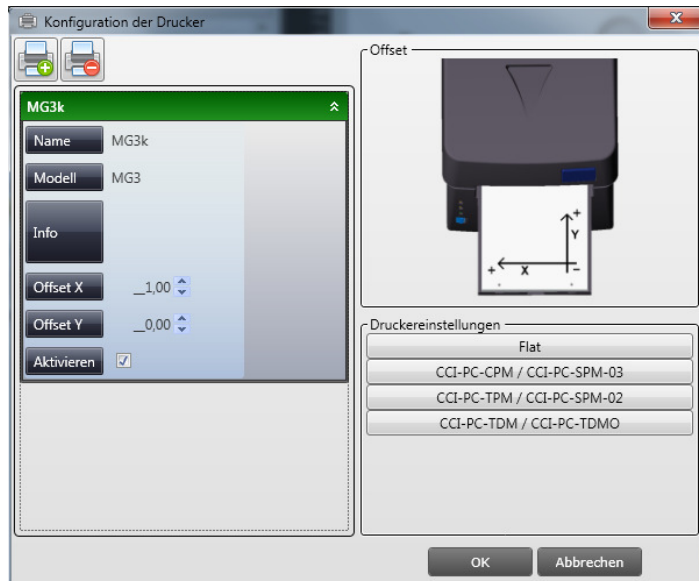 Konfiguration der Drucker
MG3k
Name MG3k
Modell MG3
Info
Offset X __1,00
Offset Y __0,00
Aktivieren
Offset
+
Y
+ X -
Druckereinstellungen
Flat
CCI-PC-CPM / CCI-PC-SPM-03
CCI-PC-TPM / CCI-PC-SPM-02
CCI-PC-TDM / CCI-PC-TDMO
OK Abbrechen